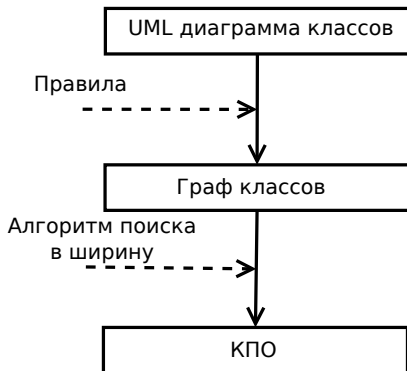 UML диаграмма классов
Правила
Граф классов
Алгоритм поиска
в ширину
КПО